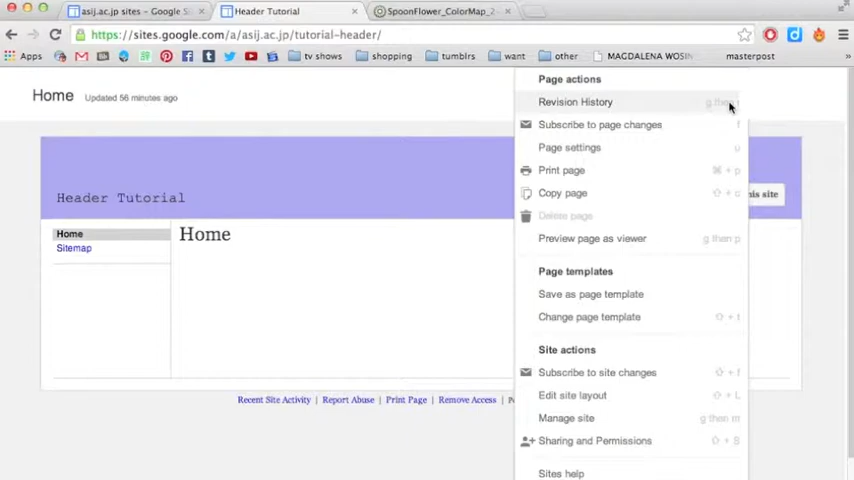 asij.ac.jp sites - Google S
Header Tutorial
SpoonFlower_ColorMap_2
https://sites.google.com/a/asij.ac.jp/tutorial-header/
Apps
tv shows
shopping
tumblrs
want
other
MAGDALENA WOSIN
masterpost
Home Updated 56 minutes ago
Header Tutorial
this site
Home
Sitemap
Home
Page actions
Revision History g then
Subscribe to page changes f
Page settings u
Print page ⌘ + p
Copy page ⇧ + c
Delete page
Preview page as viewer g then p
Page templates
Save as page template
Change page template ⇧ + t
Site actions
Subscribe to site changes ⇧ + f
Edit site layout ⇧ + L
Manage site g then m
Sharing and Permissions ⇧ + S
Sites help
Recent Site Activity | Report Abuse | Print Page | Remove Access |